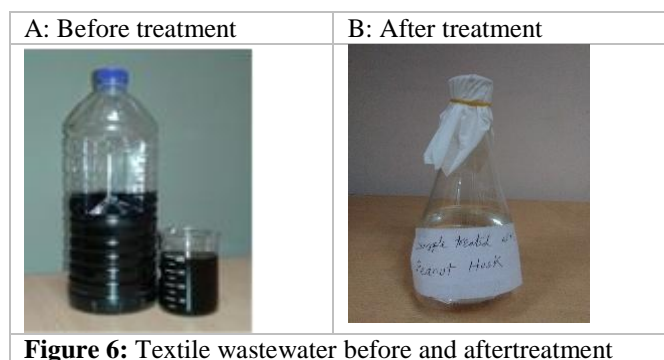 A: Before treatment
B: After treatment
Sample treated with
Peanut Husk
Figure 6: Textile wastewater before and aftertreatment